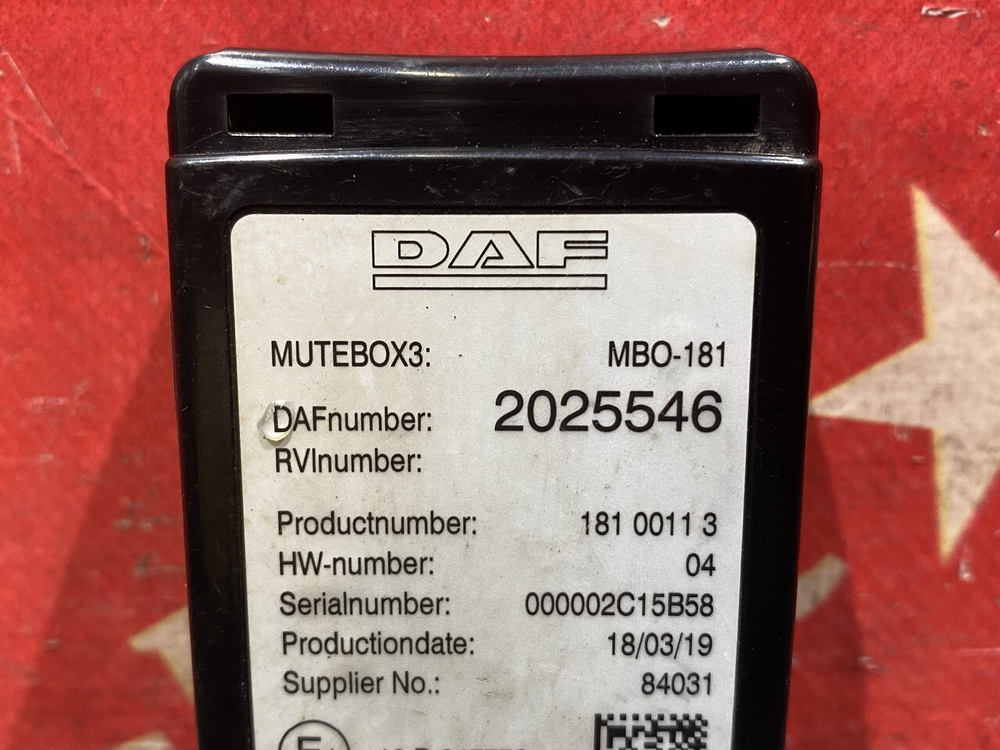 DAF
MUTEBOX3: MBO-181
DAFnumber: 2025546
RVInumber:
Productnumber: 181 0011 3
HW-number: 04
Serialnumber: 000002C15B58
Productiondate: 18/03/19
Supplier No.: 84031